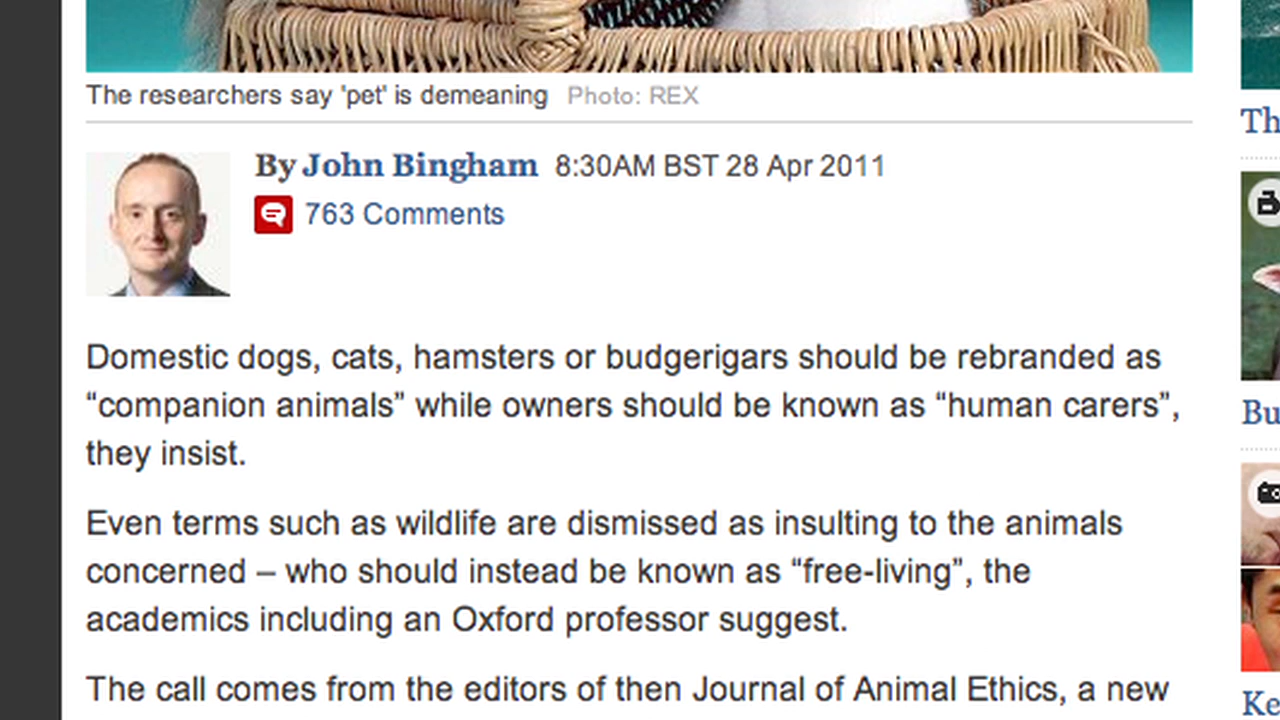 The researchers say 'pet' is demeaning Photo: REX
By John Bingham 8:30AM BST 28 Apr 2011
763 Comments
Domestic dogs, cats, hamsters or budgerigars should be rebranded as
“companion animals” while owners should be known as “human carers”,
they insist.
Even terms such as wildlife are dismissed as insulting to the animals
concerned – who should instead be known as “free-living”, the
academics including an Oxford professor suggest.
The call comes from the editors of then Journal of Animal Ethics, a new
Th
Bu
Ke